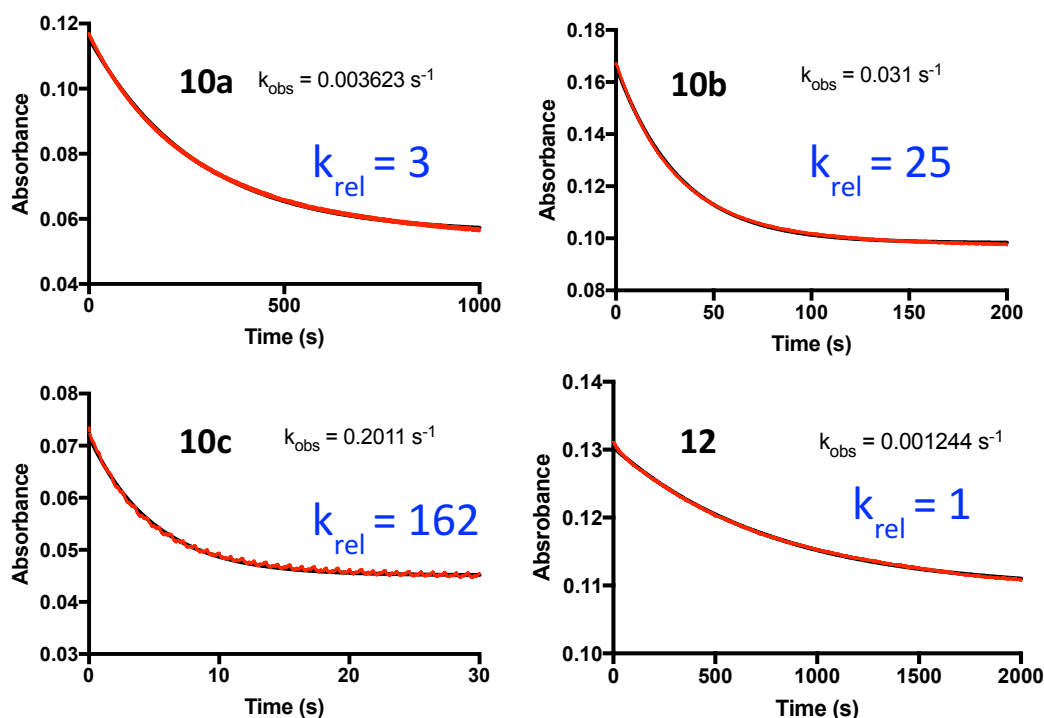 0.12
10a
k_obs = 0.003623 s^-1
0.10
Absorbance
0.08
k_rel = 3
0.06
0.04
0
500
1000
Time (s)
0.18
10b
k_obs = 0.031 s^-1
0.16
0.14
Absorbance
k_rel = 25
0.12
0.10
0.08
0
50
100
150
200
Time (s)
0.08
10c
k_obs = 0.2011 s^-1
0.07
0.06
Absorbance
k_rel = 162
0.05
0.04
0.03
0
10
20
30
Time (s)
0.14
12
k_obs = 0.001244 s^-1
0.13
Absrobance
k_rel = 1
0.12
0.11
0.10
0
500
1000
1500
2000
Time (s)